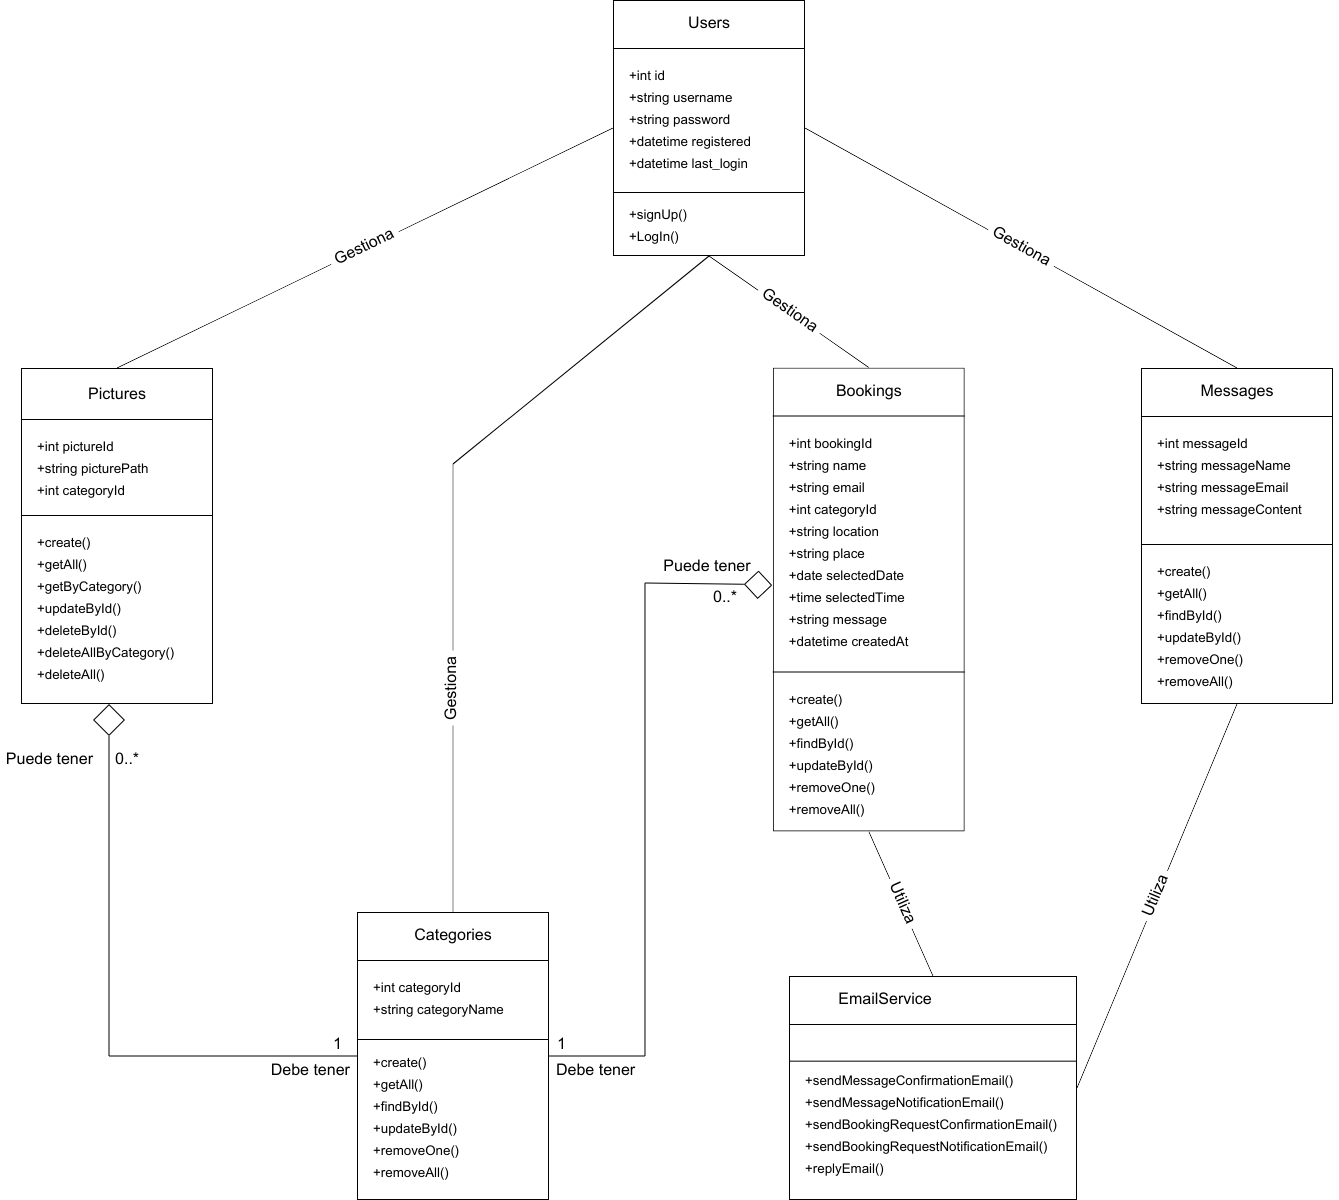 Users
+int id
+string username
+string password
+datetime registered
+datetime last_login
+signUp()
+LogIn()
Gestiona
Gestiona
Gestiona
Gestiona
Pictures
+int pictureId
+string picturePath
+int categoryId
+create()
+getAll()
+getByCategory()
+updateById()
+deleteById()
+deleteAllByCategory()
+deleteAll()
Puede tener
0..*
Bookings
+int bookingId
+string name
+string email
+int categoryId
+string location
+string place
+date selectedDate
+time selectedTime
+string message
+datetime createdAt
+create()
+getAll()
+findById()
+updateById()
+removeOne()
+removeAll()
Puede tener
0..*
Messages
+int messageId
+string messageName
+string messageEmail
+string messageContent
+create()
+getAll()
+findById()
+updateById()
+removeOne()
+removeAll()
Utiliza
Utiliza
Categories
+int categoryId
+string categoryName
+create()
+getAll()
+findById()
+updateById()
+removeOne()
+removeAll()
1
Debe tener
1
Debe tener
EmailService
+sendMessageConfirmationEmail()
+sendMessageNotificationEmail()
+sendBookingRequestConfirmationEmail()
+sendBookingRequestNotificationEmail()
+replyEmail()